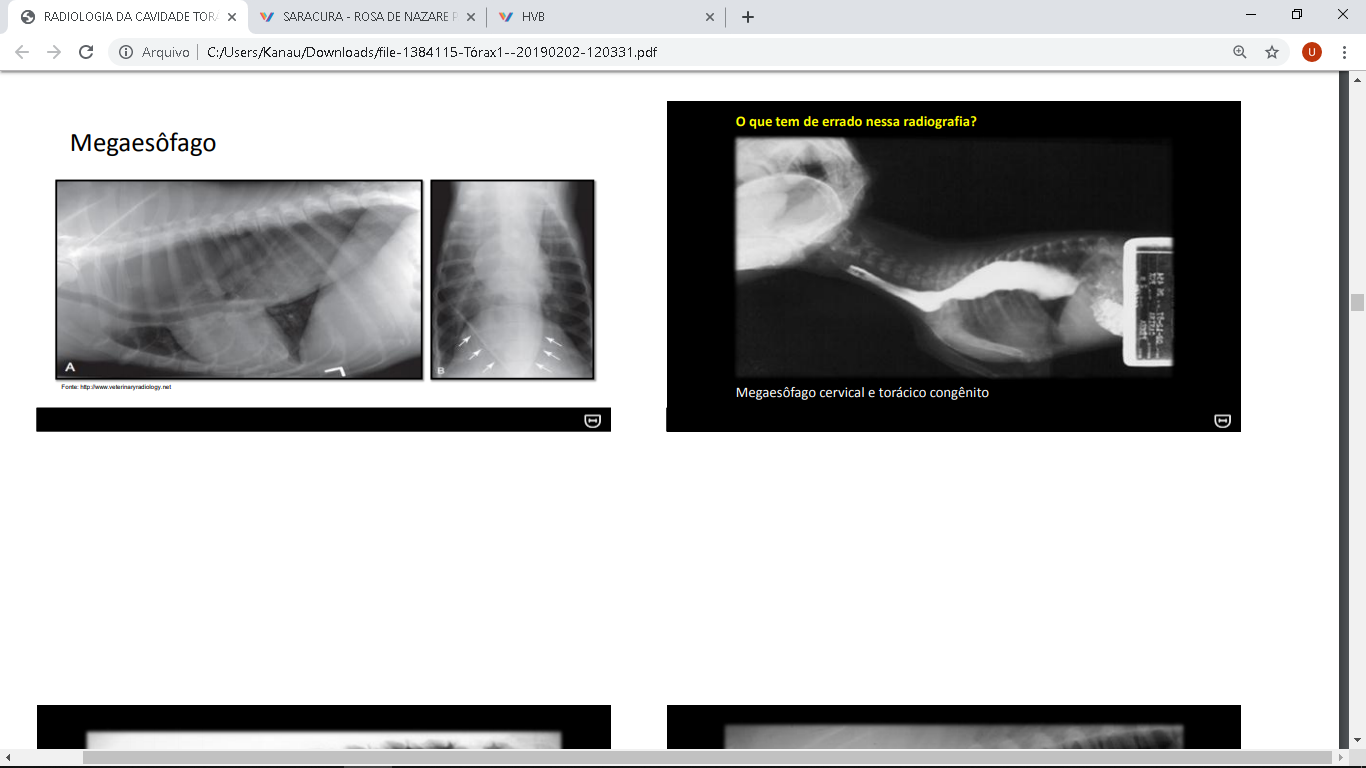 RADIOLOGIA DA CAVIDADE TORÁ
SARACURA - ROSA DE NAZARE P
HVB
Arquivo
C:/Users/Kanau/Downloads/file-1384115-Tórax1--20190202-120331.pdf
U
Megaesôfago
A
B
Fonte: http://www.veterinaryradiology.net
O que tem de errado nessa radiografia?
Megaesôfago cervical e torácico congênito